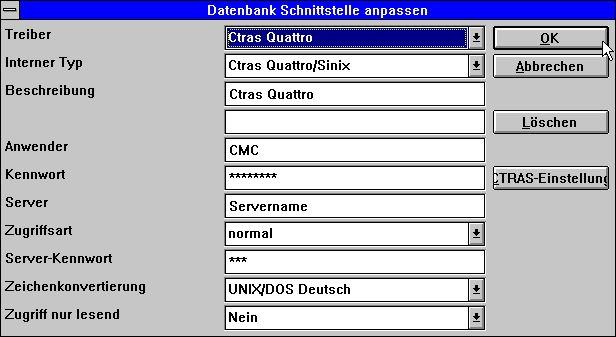 Datenbank Schnittstelle anpassen
Treiber Ctras Quattro OK
Interner Typ Ctras Quattro/Sinix Abbrechen
Beschreibung Ctras Quattro
Löschen
Anwender CMC
Kennwort ******** CTRAS-Einstellung
Server Servername
Zugriffsart normal
Server-Kennwort ***
Zeichenkonvertierung UNIX/DOS Deutsch
Zugriff nur lesend Nein